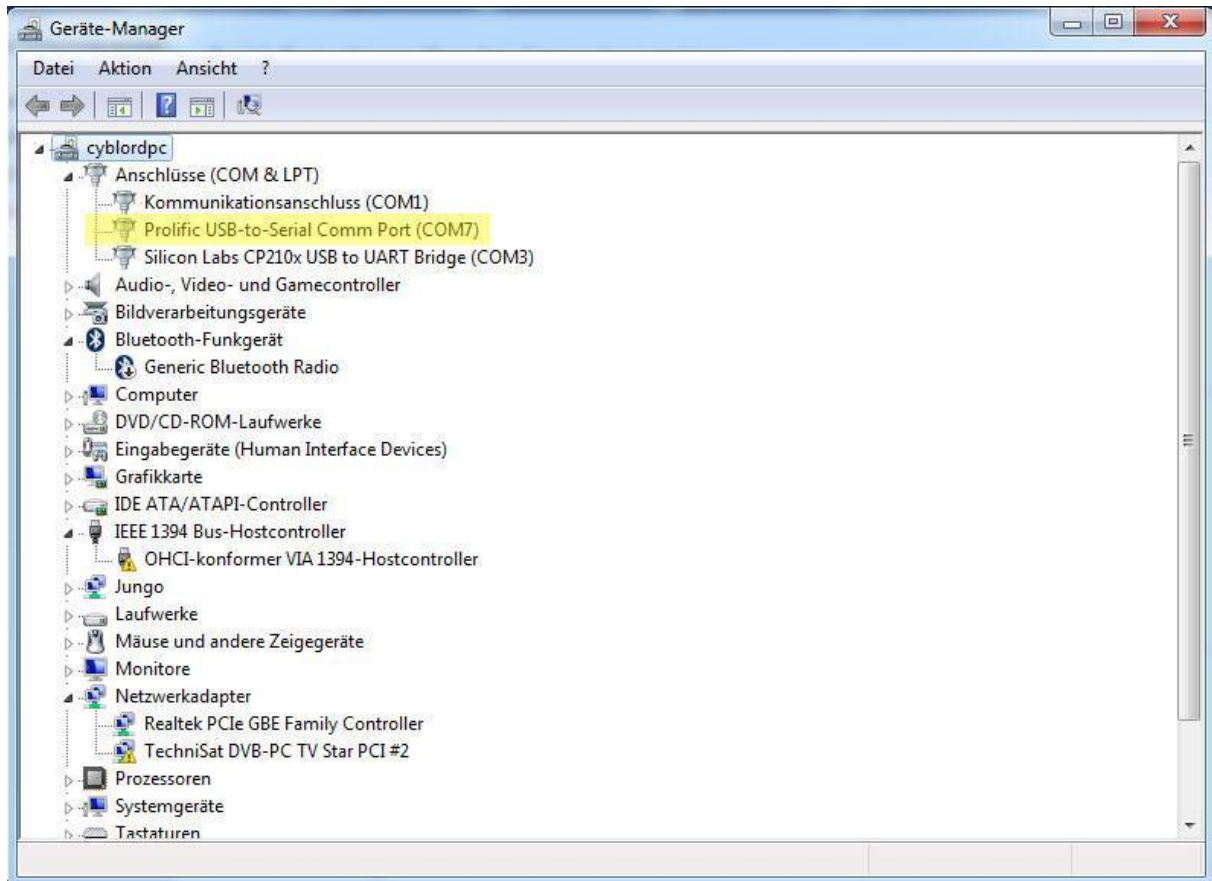 Geräte-Manager
Datei Aktion Ansicht ?
cyblordpc
Anschlüsse (COM & LPT)
Kommunikationsanschluss (COM1)
Prolific USB-to-Serial Comm Port (COM7)
Silicon Labs CP210x USB to UART Bridge (COM3)
Audio-, Video- und Gamecontroller
Bildverarbeitungsgeräte
Bluetooth-Funkgerät
Generic Bluetooth Radio
Computer
DVD/CD-ROM-Laufwerke
Eingabegeräte (Human Interface Devices)
Grafikkarte
IDE ATA/ATAPI-Controller
IEEE 1394 Bus-Hostcontroller
OHCI-konformer VIA 1394-Hostcontroller
Jungo
Laufwerke
Mäuse und andere Zeigegeräte
Monitore
Netzwerkadapter
Realtek PCIe GBE Family Controller
TechniSat DVB-PC TV Star PCI #2
Prozessoren
Systemgeräte
Tastaturen